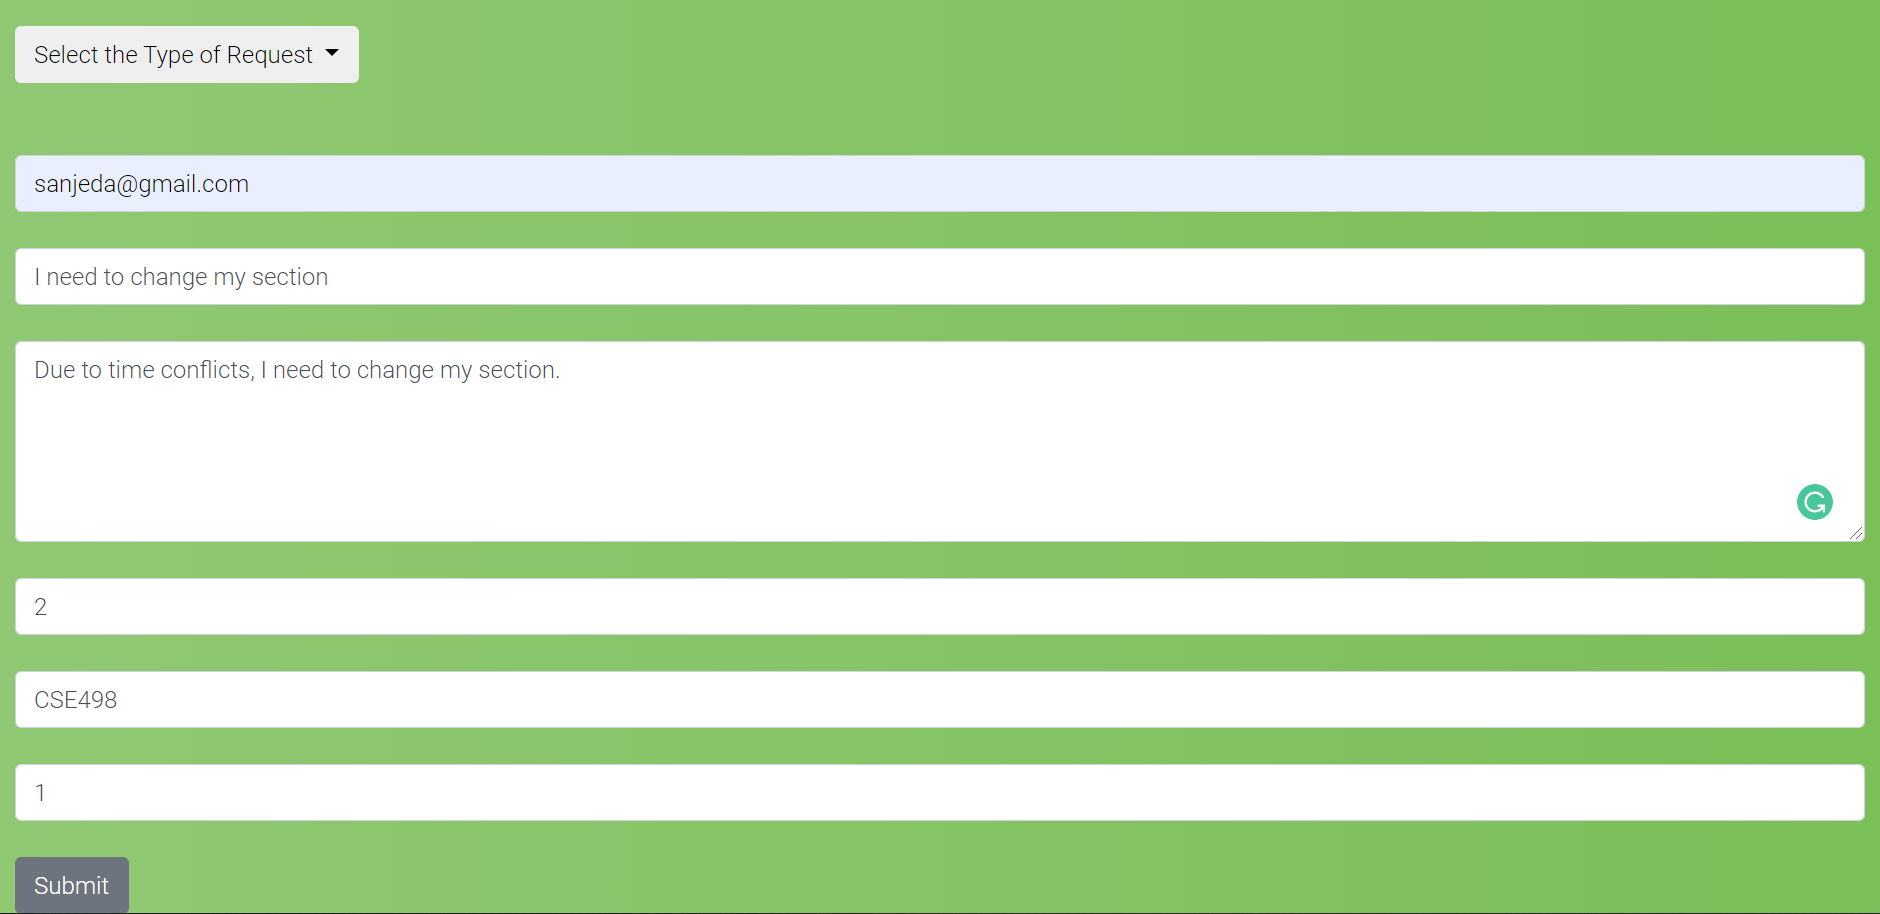 Select the Type of Request
sanjeda@gmail.com
I need to change my section
Due to time conflicts, I need to change my section.
2
CSE498
1
Submit